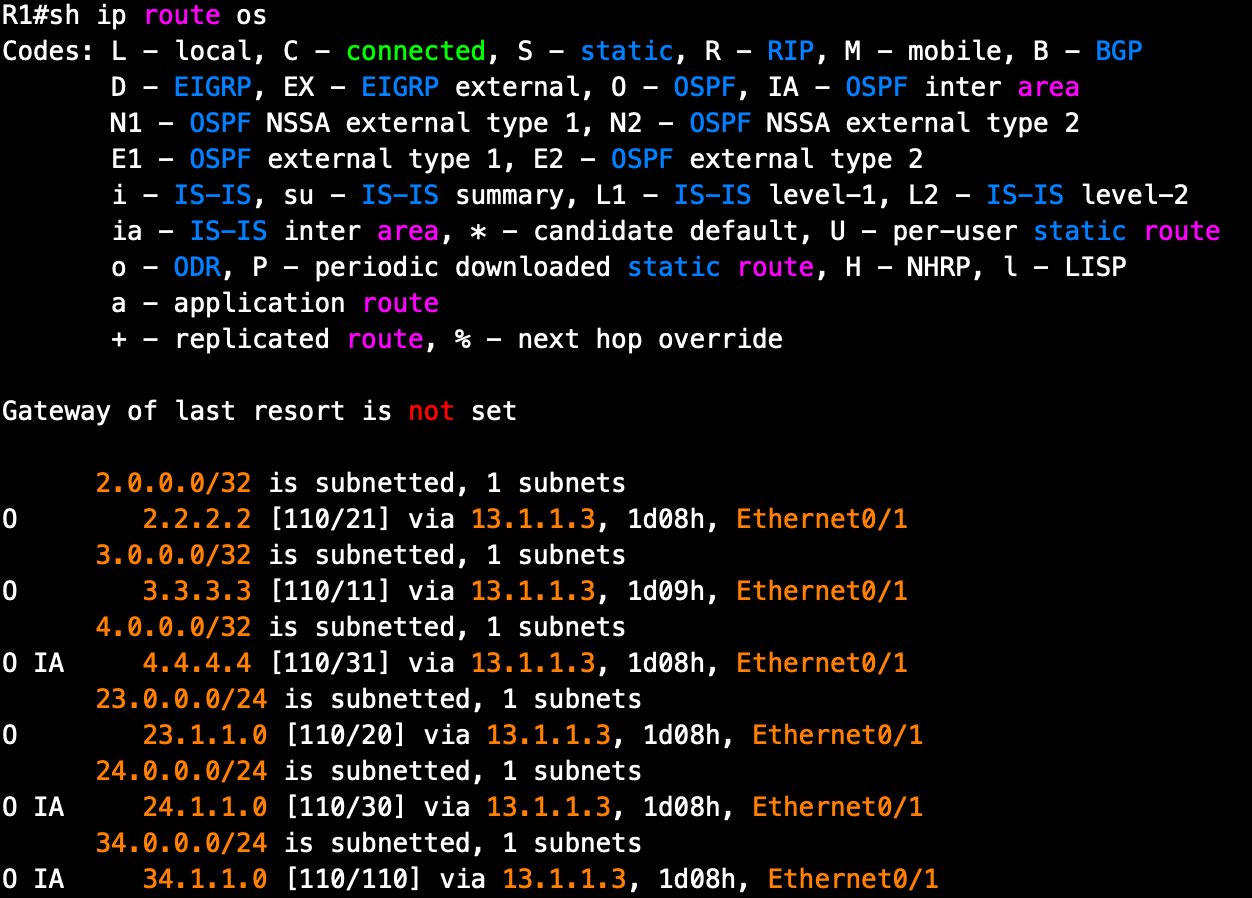 R1#sh ip route os
Codes: L - local, C - connected, S - static, R - RIP, M - mobile, B - BGP
       D - EIGRP, EX - EIGRP external, O - OSPF, IA - OSPF inter area
       N1 - OSPF NSSA external type 1, N2 - OSPF NSSA external type 2
       E1 - OSPF external type 1, E2 - OSPF external type 2
       i - IS-IS, su - IS-IS summary, L1 - IS-IS level-1, L2 - IS-IS level-2
       ia - IS-IS inter area, * - candidate default, U - per-user static route
       o - ODR, P - periodic downloaded static route, H - NHRP, l - LISP
       a - application route
       + - replicated route, % - next hop override

Gateway of last resort is not set

      2.0.0.0/32 is subnetted, 1 subnets
O        2.2.2.2 [110/21] via 13.1.1.3, 1d08h, Ethernet0/1
      3.0.0.0/32 is subnetted, 1 subnets
O        3.3.3.3 [110/11] via 13.1.1.3, 1d09h, Ethernet0/1
      4.0.0.0/32 is subnetted, 1 subnets
O IA     4.4.4.4 [110/31] via 13.1.1.3, 1d08h, Ethernet0/1
      23.0.0.0/24 is subnetted, 1 subnets
O        23.1.1.0 [110/20] via 13.1.1.3, 1d08h, Ethernet0/1
      24.0.0.0/24 is subnetted, 1 subnets
O IA     24.1.1.0 [110/30] via 13.1.1.3, 1d08h, Ethernet0/1
      34.0.0.0/24 is subnetted, 1 subnets
O IA     34.1.1.0 [110/110] via 13.1.1.3, 1d08h, Ethernet0/1